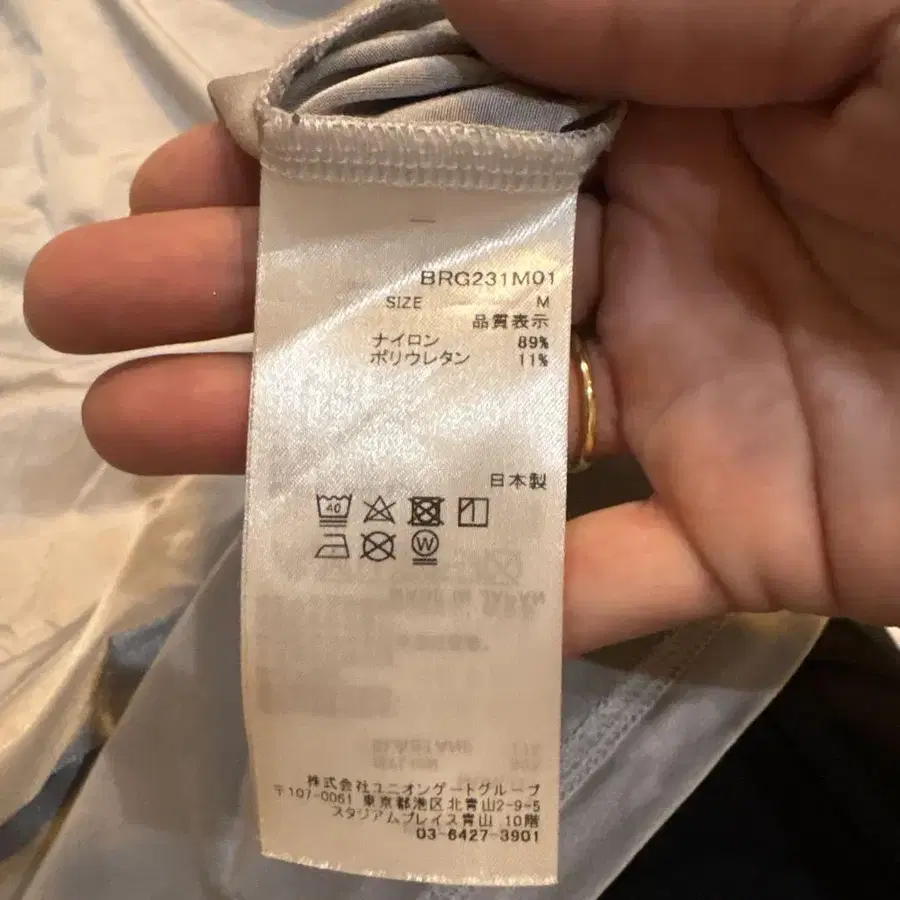 BRG231M01
SIZE M
品質表示
ナイロン 89%
ポリウレタン 11%
日本製
40
W
株式会社ユニオンゲートグループ
〒107-0061 東京都港区北青山2-9-5
スタジアムプレイス青山 10階
03-6427-3901